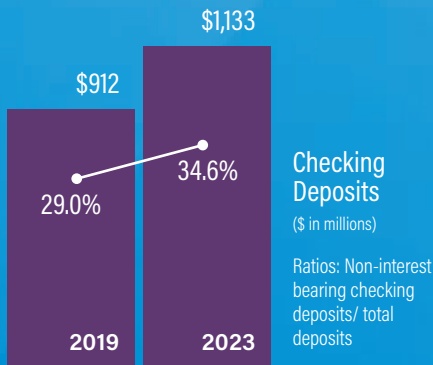 $1,133
$912
34.6%
29.0%
2019
2023
Checking
Deposits
($ in millions)
Ratios: Non-interest
bearing checking
deposits/ total
deposits